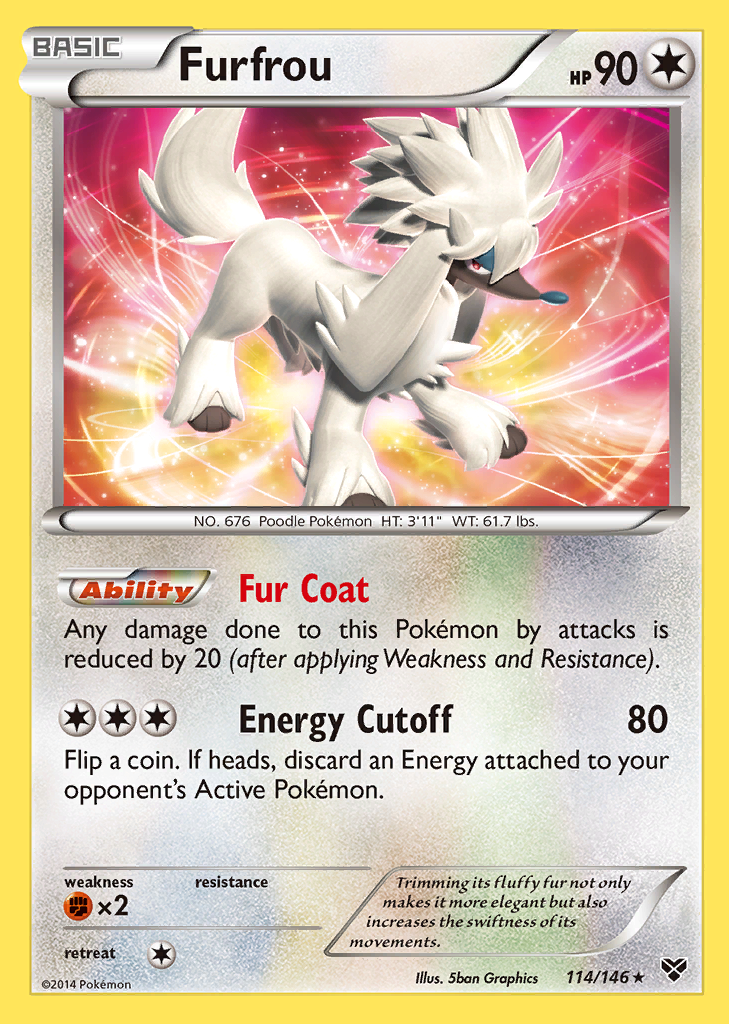 BASIC
Furfrou
HP 90
NO. 676 Poodle Pokémon HT: 3'11" WT: 61.7 lbs.
Ability Fur Coat
Any damage done to this Pokémon by attacks is
reduced by 20 (after applying Weakness and Resistance).
Energy Cutoff 80
Flip a coin. If heads, discard an Energy attached to your
opponent's Active Pokémon.
weakness resistance
×2
retreat
Trimming its fluffy fur not only
makes it more elegant but also
increases the swiftness of its
movements.
©2014 Pokémon
Illus. 5ban Graphics 114/146 ★